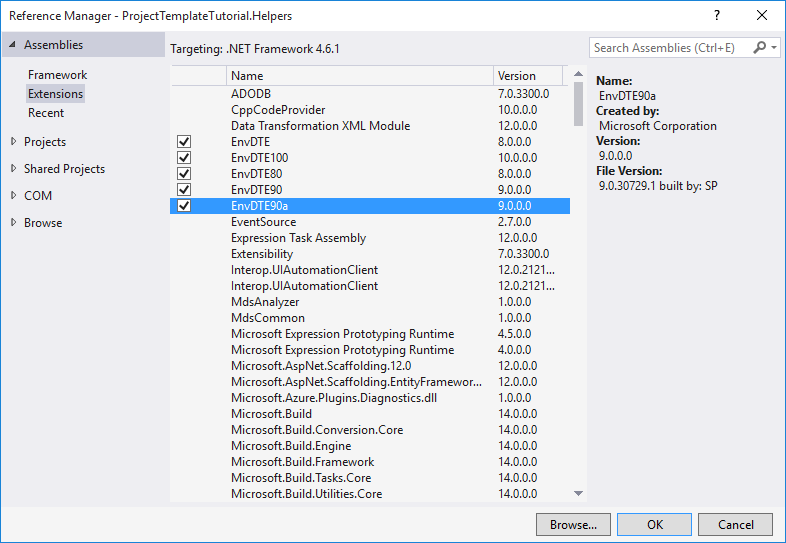 Reference Manager - ProjectTemplateTutorial.Helpers
Assemblies
Framework
Extensions
Recent
Projects
Shared Projects
COM
Browse
Targeting: .NET Framework 4.6.1
Search Assemblies (Ctrl+E)
Name Version
ADODB 7.0.3300.0
CppCodeProvider 10.0.0.0
Data Transformation XML Module 12.0.0.0
EnvDTE 8.0.0.0
EnvDTE100 10.0.0.0
EnvDTE80 8.0.0.0
EnvDTE90 9.0.0.0
EnvDTE90a 9.0.0.0
EventSource 2.7.0.0
Expression Task Assembly 12.0.0.0
Extensibility 7.0.3300.0
Interop.UIAutomationClient 12.0.2121...
Interop.UIAutomationClient 12.0.2121...
MdsAnalyzer 1.0.0.0
MdsCommon 1.0.0.0
Microsoft Expression Prototyping Runtime 4.5.0.0
Microsoft Expression Prototyping Runtime 4.0.0.0
Microsoft.AspNet.Scaffolding.12.0 12.0.0.0
Microsoft.AspNet.Scaffolding.EntityFramewor... 12.0.0.0
Microsoft.Azure.Plugins.Diagnostics.dll 1.0.0.0
Microsoft.Build 14.0.0.0
Microsoft.Build.Conversion.Core 14.0.0.0
Microsoft.Build.Engine 14.0.0.0
Microsoft.Build.Framework 14.0.0.0
Microsoft.Build.Tasks.Core 14.0.0.0
Microsoft.Build.Utilities.Core 14.0.0.0
Name:
EnvDTE90a
Created by:
Microsoft Corporation
Version:
9.0.0.0
File Version:
9.0.30729.1 built by: SP
Browse... OK Cancel